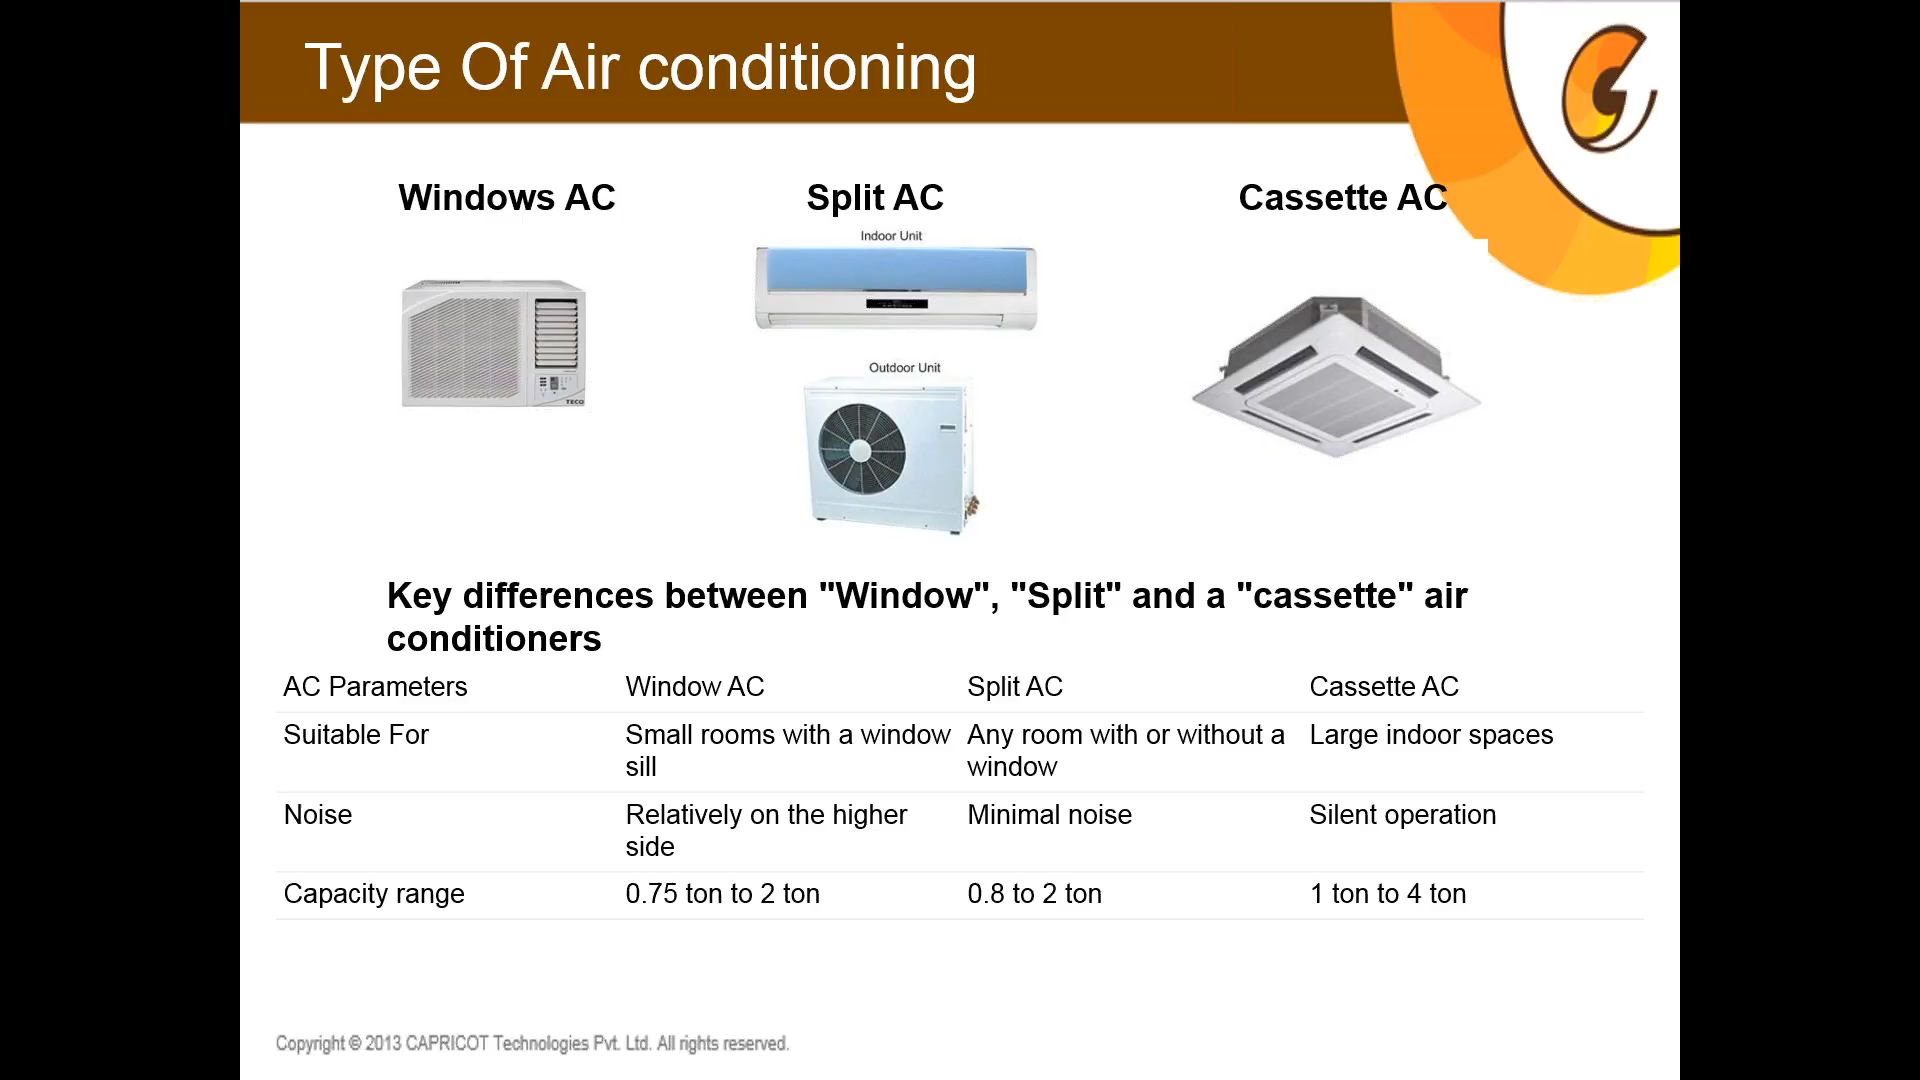 Type Of Air conditioning
Windows AC
Split AC
Cassette AC
Indoor Unit
TECO
Outdoor Unit
Key differences between "Window", "Split" and a "cassette" air
conditioners
AC Parameters
Window AC
Split AC
Cassette AC
Suitable For
Small rooms with a window
sill
Any room with or without a
window
Large indoor spaces
Noise
Relatively on the higher
side
Minimal noise
Silent operation
Capacity range
0.75 ton to 2 ton
0.8 to 2 ton
1 ton to 4 ton
Copyright © 2013 CAPRICOT Technologies Pvt. Ltd. All rights reserved.